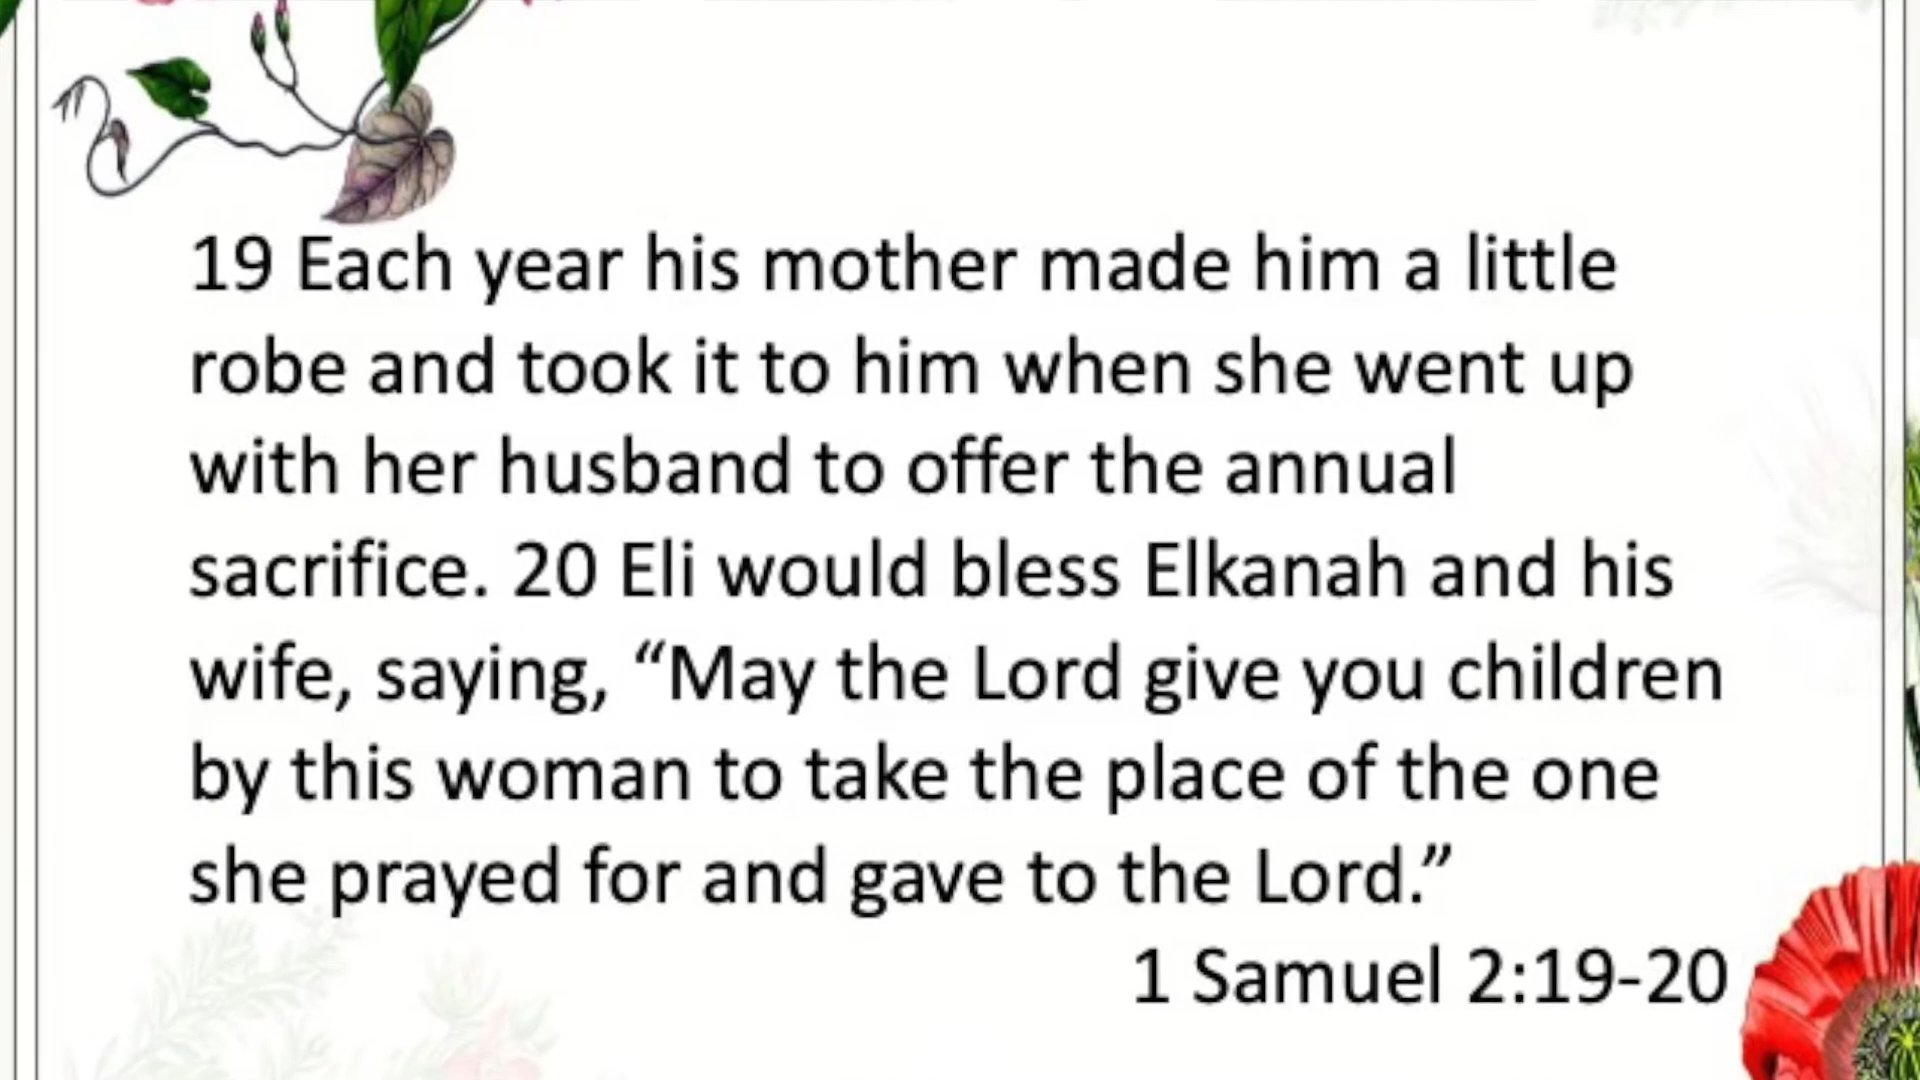 19 Each year his mother made him a little
robe and took it to him when she went up
with her husband to offer the annual
sacrifice. 20 Eli would bless Elkanah and his
wife, saying, “May the Lord give you children
by this woman to take the place of the one
she prayed for and gave to the Lord.”
1 Samuel 2:19-20